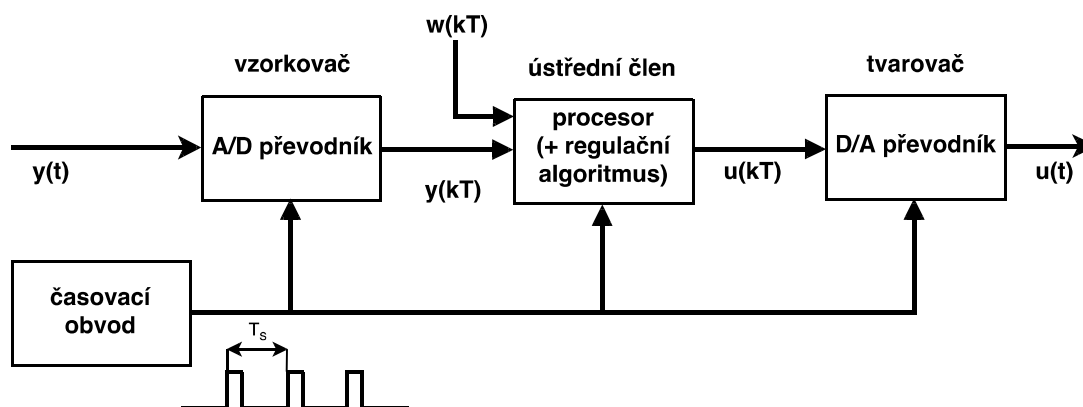 w(kT)
vzorkovač
ústřední člen
tvarovač
A/D převodník
procesor
(+ regulační
algoritmus)
D/A převodník
y(t)
y(kT)
u(kT)
u(t)
časovací
obvod
Ts